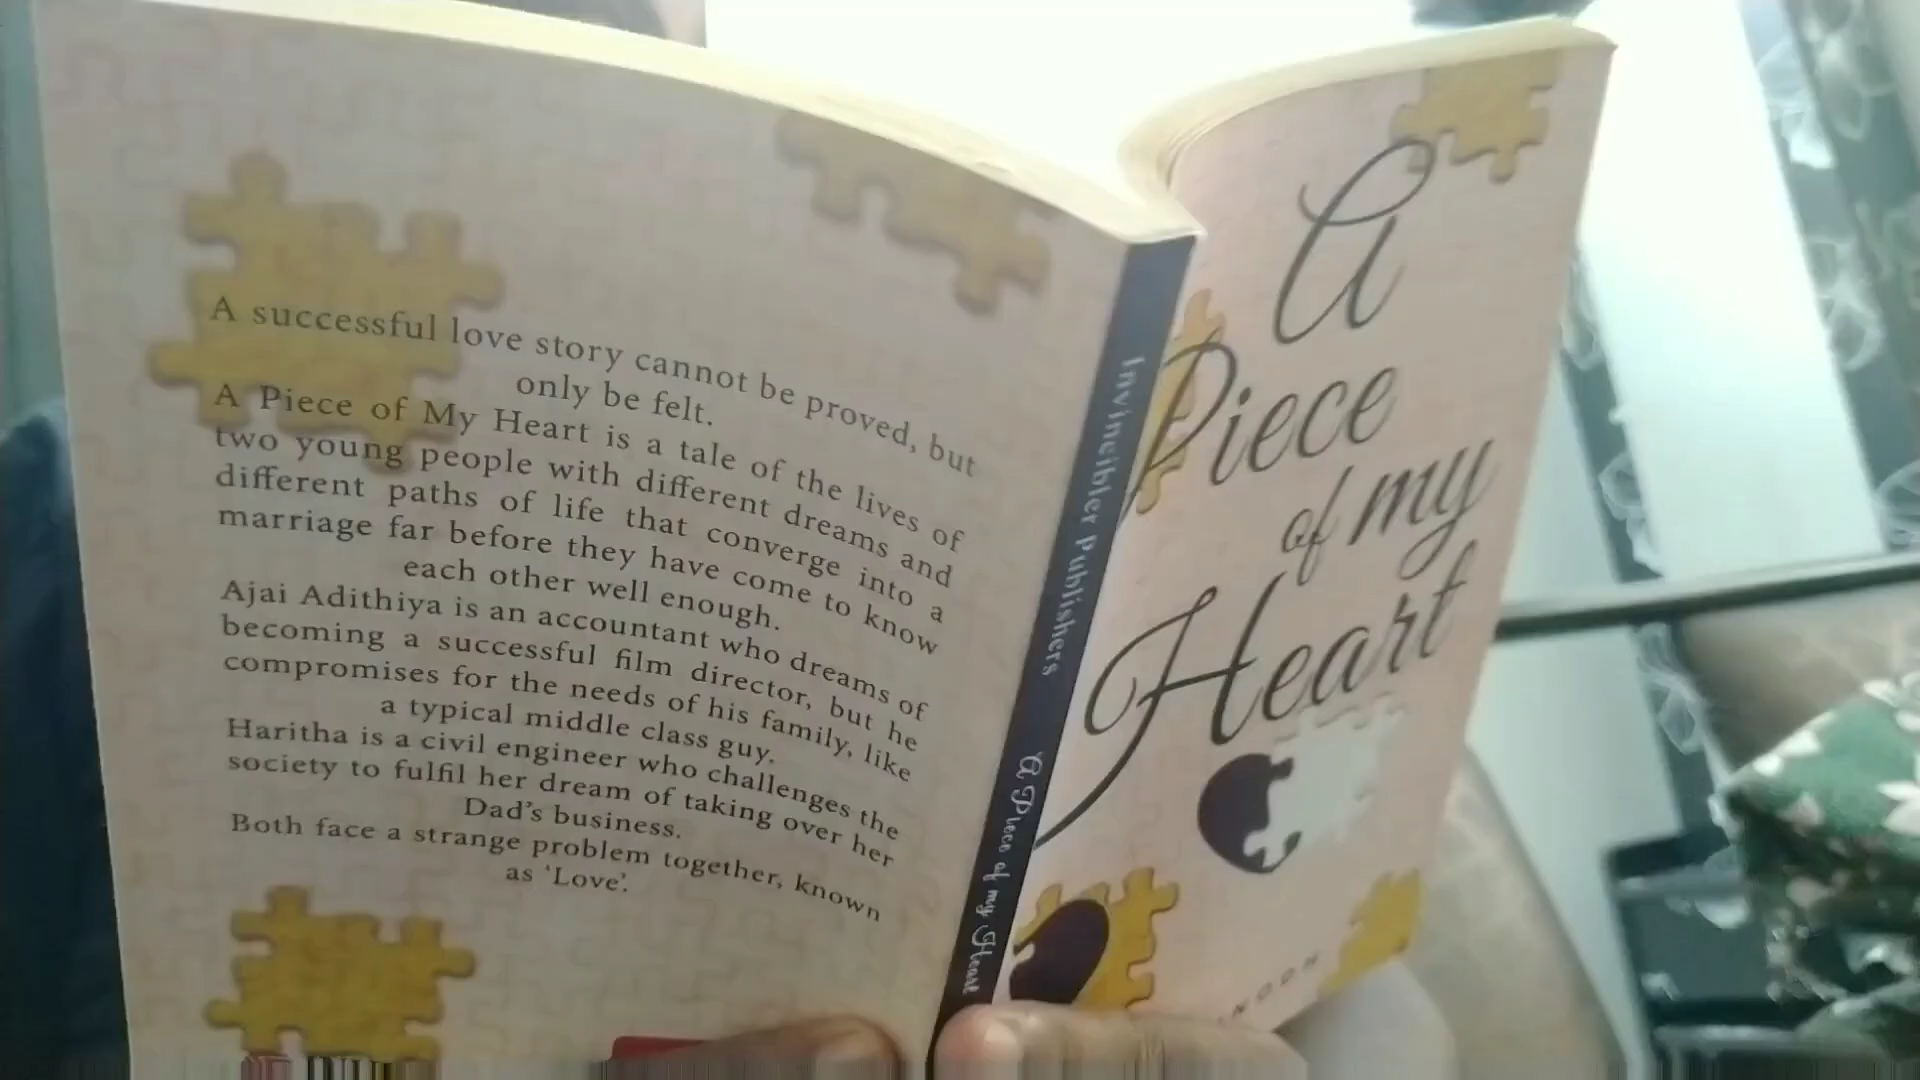 A successful love story cannot be proved, but
only be felt.
A Piece of My Heart is a tale of the lives of
two young people with different dreams and
different paths of life that converge into a
marriage far before they have come to know
each other well enough.
Ajai Adithiya is an accountant who dreams of
becoming a successful film director, but he
compromises for the needs of his family, like
a typical middle class guy.
Haritha is a civil engineer who challenges the
society to fulfil her dream of taking over her
Dad's business.
Both face a strange problem together, known
as 'Love'.
Invincibler Publishers
A Piece of my Heart
A
Piece
of my
Heart